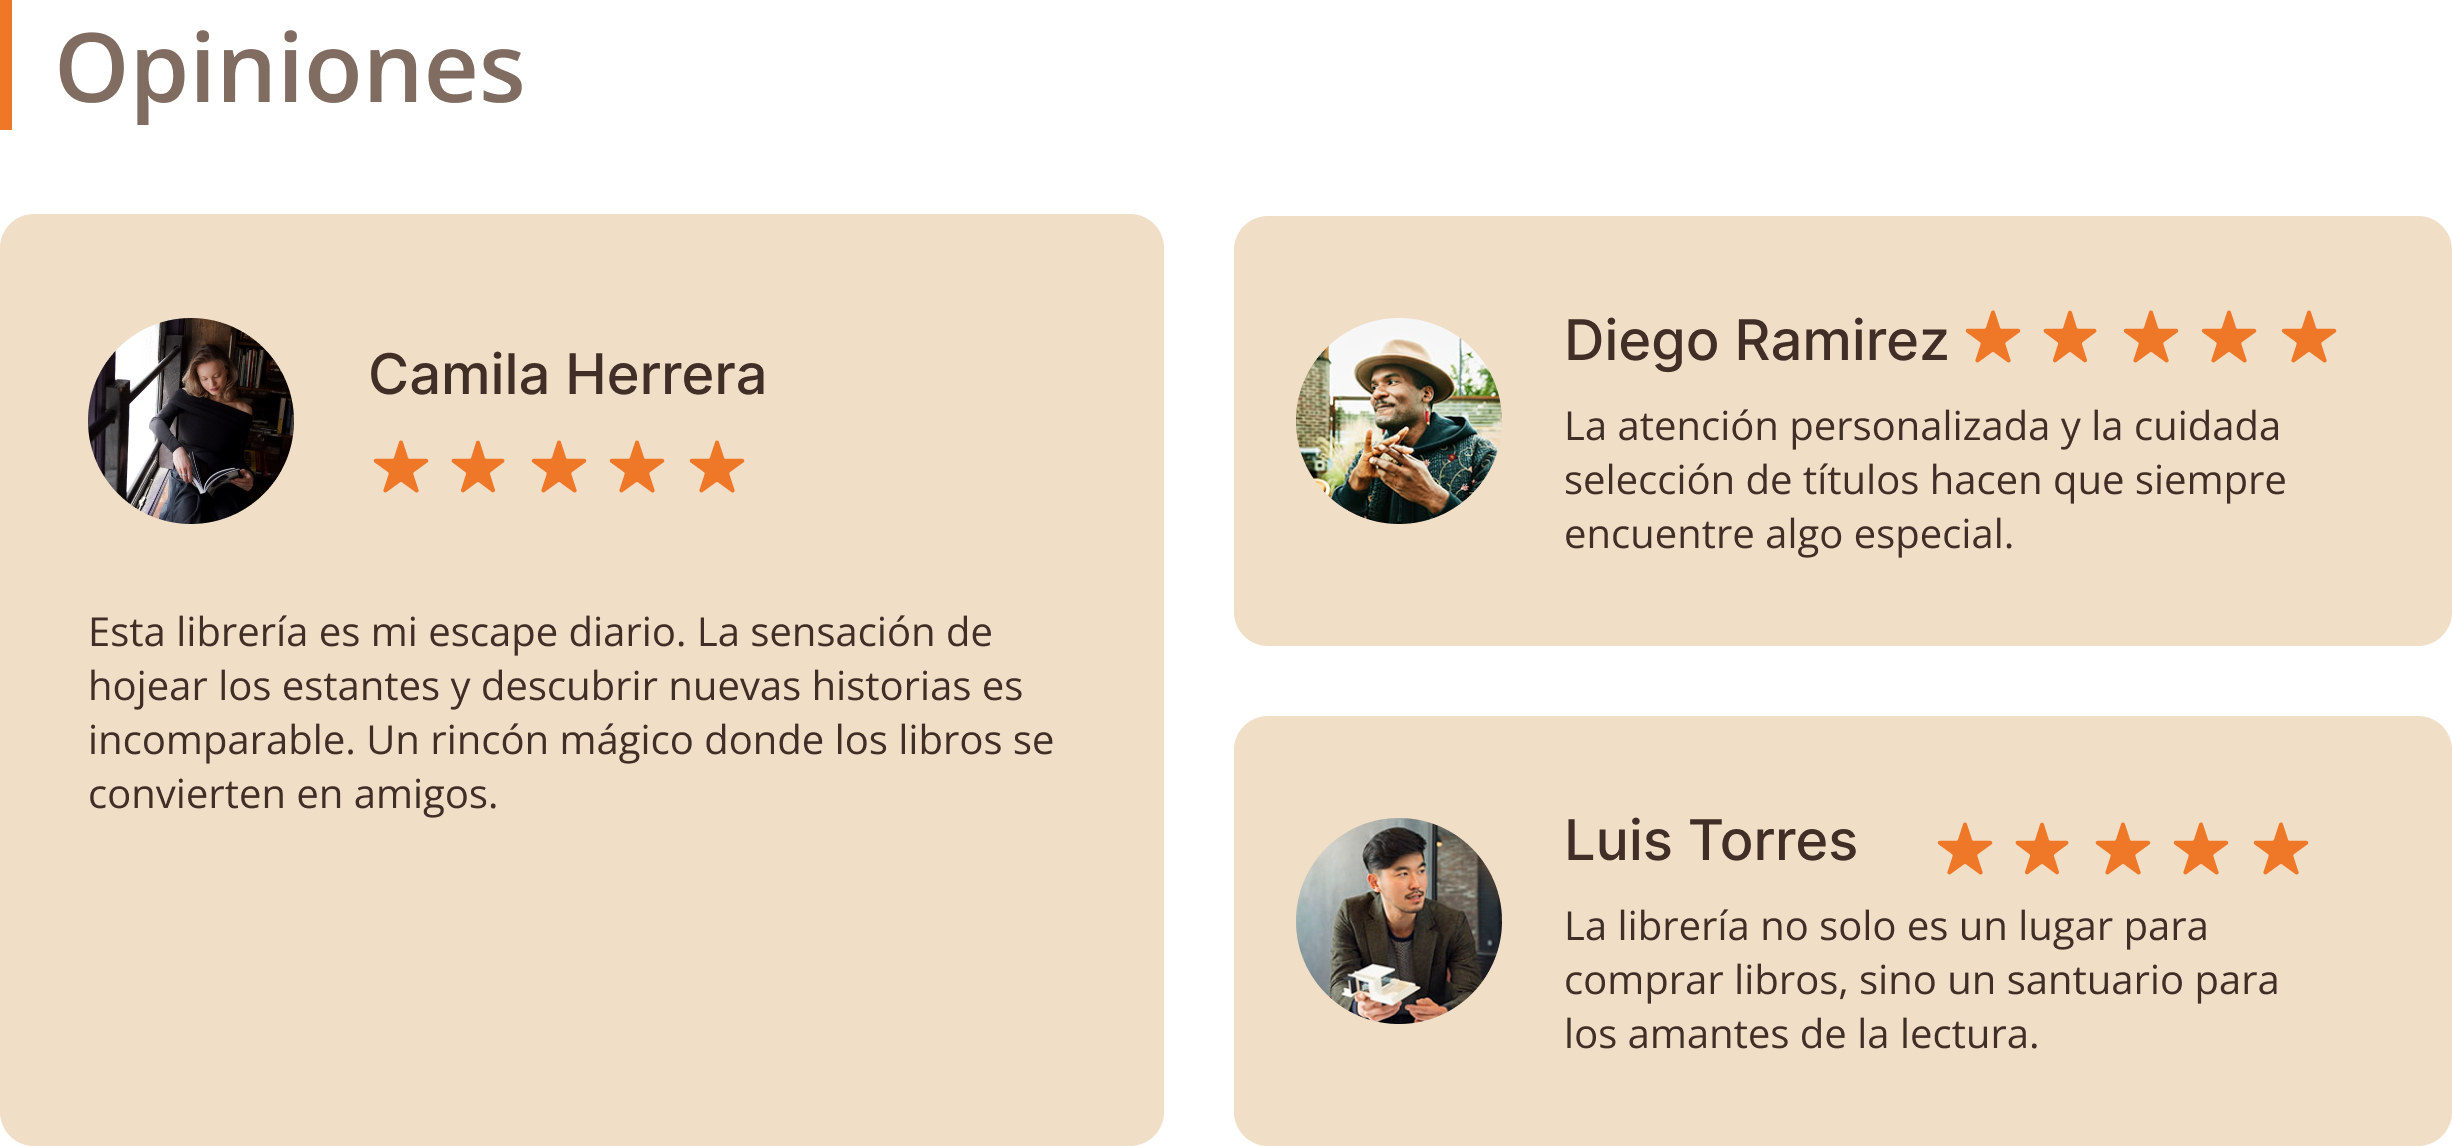 Opiniones
Camila Herrera
Esta librería es mi escape diario. La sensación de
hojear los estantes y descubrir nuevas historias es
incomparable. Un rincón mágico donde los libros se
convierten en amigos.
Diego Ramirez
La atención personalizada y la cuidada
selección de títulos hacen que siempre
encuentre algo especial.
Luis Torres
La librería no solo es un lugar para
comprar libros, sino un santuario para
los amantes de la lectura.